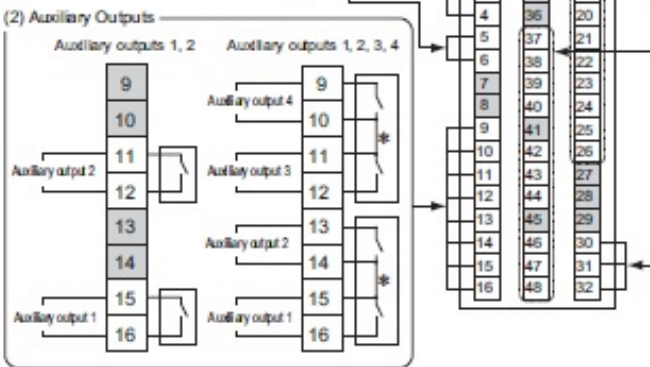 (2) Auxiliary Outputs
Auxiliary outputs 1, 2
Auxiliary outputs 1, 2, 3, 4
9
10
Auxiliary output 2
11
12
13
14
Auxiliary output 1
15
16
Auxiliary output 4
9
10
*
Auxiliary output 3
11
12
Auxiliary output 2
13
14
*
Auxiliary output 1
15
16
4 36 20
5 37 21
6 38 22
7 39 23
8 40 24
9 41 25
10 42 26
11 43 27
12 44 28
13 45 29
14 46 30
15 47 31
16 48 32